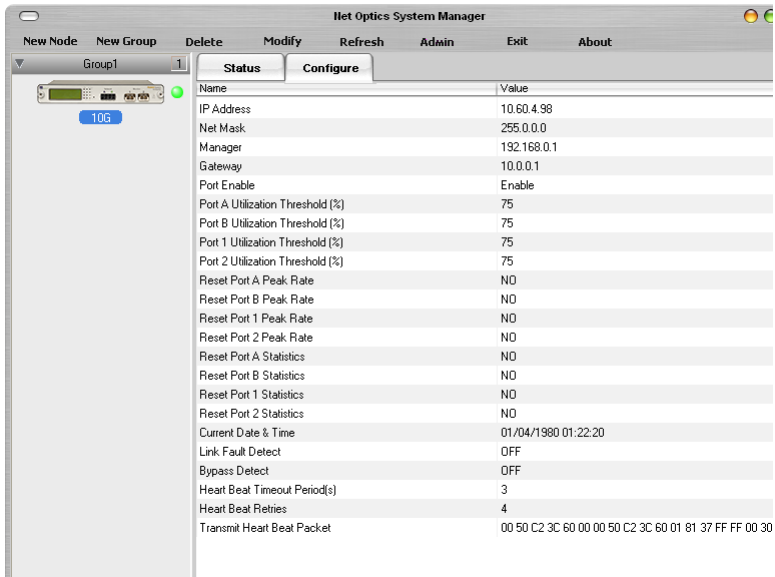 Net Optics System Manager
New Node New Group Delete Modify Refresh Admin Exit About
Group1 1
10G
Status Configure
Name Value
IP Address 10.60.4.98
Net Mask 255.0.0.0
Manager 192.168.0.1
Gateway 10.0.0.1
Port Enable Enable
Port A Utilization Threshold (%) 75
Port B Utilization Threshold (%) 75
Port 1 Utilization Threshold (%) 75
Port 2 Utilization Threshold (%) 75
Reset Port A Peak Rate NO
Reset Port B Peak Rate NO
Reset Port 1 Peak Rate NO
Reset Port 2 Peak Rate NO
Reset Port A Statistics NO
Reset Port B Statistics NO
Reset Port 1 Statistics NO
Reset Port 2 Statistics NO
Current Date & Time 01/04/1980 01:22:20
Link Fault Detect OFF
Bypass Detect OFF
Heart Beat Timeout Period(s) 3
Heart Beat Retries 4
Transmit Heart Beat Packet 00 50 C2 3C 60 00 00 50 C2 3C 60 01 81 37 FF FF 00 30